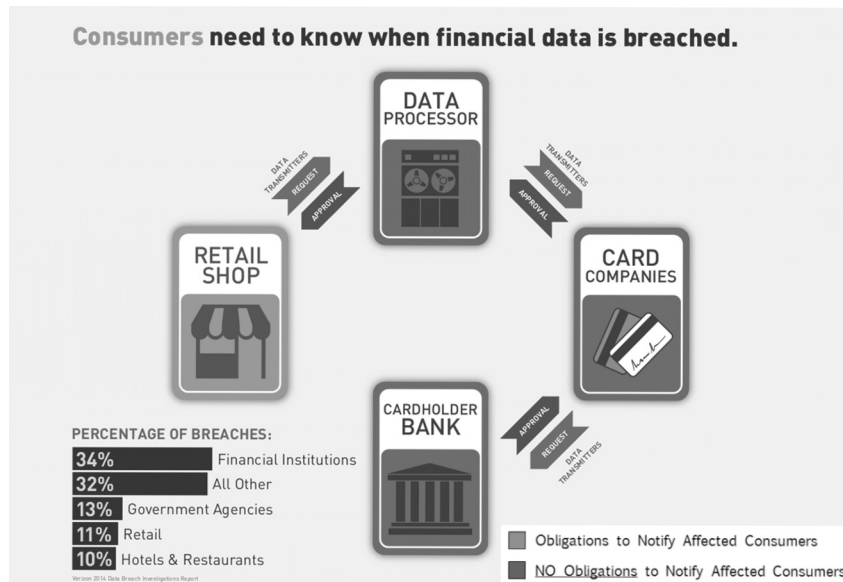 Consumers need to know when financial data is breached.
DATA
PROCESSOR
DATA
TRANSMITTERS
REQUEST
APPROVAL
DATA
TRANSMITTERS
REQUEST
APPROVAL
RETAIL
SHOP
CARD
COMPANIES
CARDHOLDER
BANK
APPROVAL
REQUEST
DATA
TRANSMITTERS
PERCENTAGE OF BREACHES:
34% Financial Institutions
32% All Other
13% Government Agencies
11% Retail
10% Hotels & Restaurants
Verizon 2014 Data Breach Investigations Report
Obligations to Notify Affected Consumers
NO Obligations to Notify Affected Consumers